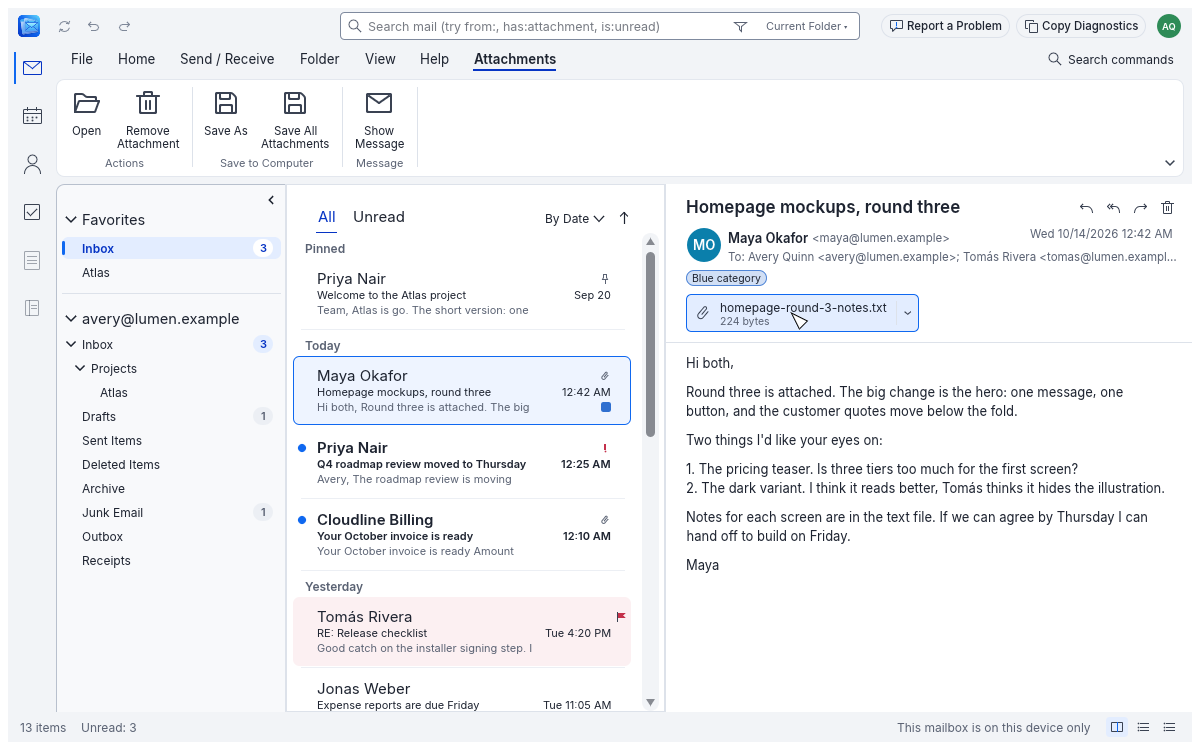 Search mail (try from:, has:attachment, is:unread)
Current Folder
Report a Problem
Copy Diagnostics
AQ
File
Home
Send / Receive
Folder
View
Help
Attachments
Search commands
Open
Remove
Attachment
Actions
Save As
Save All
Attachments
Save to Computer
Show
Message
Message
Favorites
Inbox 3
Atlas
avery@lumen.example
Inbox 3
Projects
Atlas
Drafts 1
Sent Items
Deleted Items
Archive
Junk Email 1
Outbox
Receipts
All
Unread
By Date
Pinned
Priya Nair
Welcome to the Atlas project Sep 20
Team, Atlas is go. The short version: one
Today
Maya Okafor
Homepage mockups, round three 12:42 AM
Hi both, Round three is attached. The big
Priya Nair !
Q4 roadmap review moved to Thursday 12:25 AM
Avery, The roadmap review is moving
Cloudline Billing
Your October invoice is ready 12:10 AM
Your October invoice is ready Amount
Yesterday
Tomás Rivera
RE: Release checklist Tue 4:20 PM
Good catch on the installer signing step. I
Jonas Weber
Expense reports are due Friday Tue 11:05 AM
Homepage mockups, round three
MO
Maya Okafor <maya@lumen.example> Wed 10/14/2026 12:42 AM
To: Avery Quinn <avery@lumen.example>; Tomás Rivera <tomas@lumen.exampl...
Blue category
homepage-round-3-notes.txt
224 bytes
Hi both,
Round three is attached. The big change is the hero: one message, one
button, and the customer quotes move below the fold.
Two things I'd like your eyes on:
1. The pricing teaser. Is three tiers too much for the first screen?
2. The dark variant. I think it reads better, Tomás thinks it hides the illustration.
Notes for each screen are in the text file. If we can agree by Thursday I can
hand off to build on Friday.
Maya
13 items
Unread: 3
This mailbox is on this device only